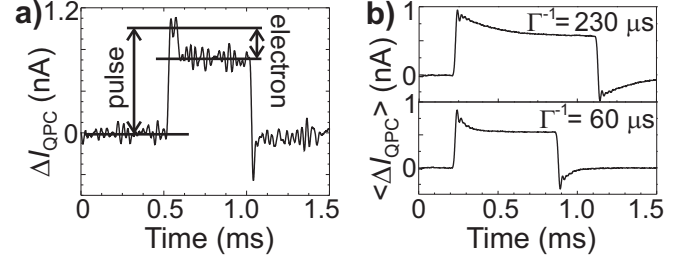 a)
1.2
0
ΔI_QPC (nA)
pulse
electron
0 0.5 1.0 1.5
Time (ms)
b)
Γ⁻¹ = 230 μs
1
0
Γ⁻¹ = 60 μs
1
0
<ΔI_QPC> (nA)
0 0.5 1.0 1.5
Time (ms)